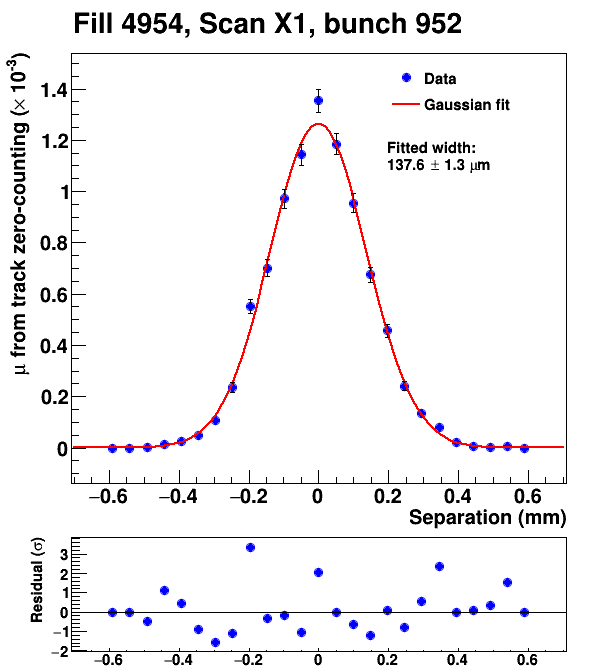 Fill 4954, Scan X1, bunch 952
μ from track zero-counting (× 10⁻³)
1.4
1.2
1
0.8
0.6
0.4
0.2
0
Data
Gaussian fit
Fitted width:
137.6 ± 1.3 μm
−0.6 −0.4 −0.2 0 0.2 0.4 0.6
Separation (mm)
Residual (σ)
3
2
1
0
−1
−2
−0.6 −0.4 −0.2 0 0.2 0.4 0.6